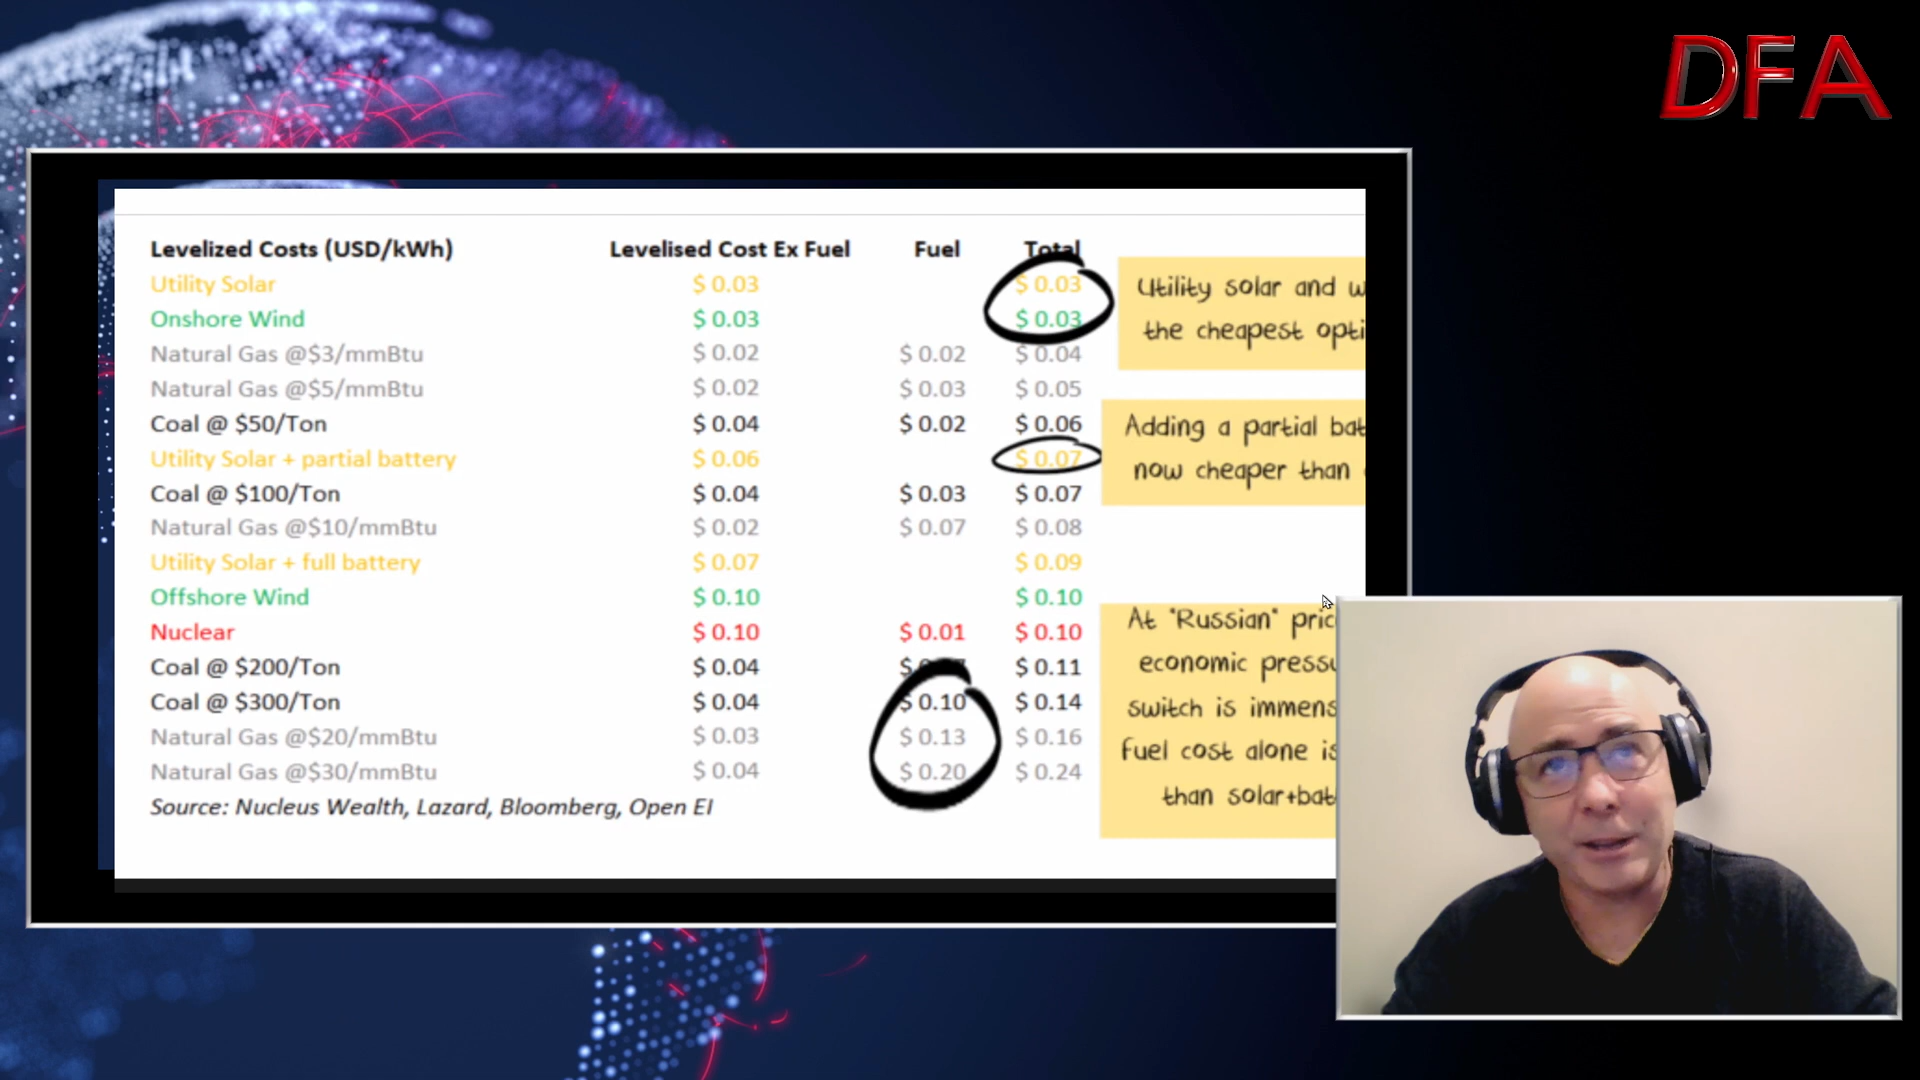 DFA
Levelized Costs (USD/kWh) Levelised Cost Ex Fuel Fuel Total
Utility Solar $ 0.03 $ 0.03
Onshore Wind $ 0.03 $ 0.03
Natural Gas @$3/mmBtu $ 0.02 $ 0.02 $ 0.04
Natural Gas @$5/mmBtu $ 0.02 $ 0.03 $ 0.05
Coal @ $50/Ton $ 0.04 $ 0.02 $ 0.06
Utility Solar + partial battery $ 0.06 $ 0.07
Coal @ $100/Ton $ 0.04 $ 0.03 $ 0.07
Natural Gas @$10/mmBtu $ 0.02 $ 0.07 $ 0.08
Utility Solar + full battery $ 0.07 $ 0.09
Offshore Wind $ 0.10 $ 0.10
Nuclear $ 0.10 $ 0.01 $ 0.10
Coal @ $200/Ton $ 0.04 $ $ 0.11
Coal @ $300/Ton $ 0.04 $ 0.10 $ 0.14
Natural Gas @$20/mmBtu $ 0.03 $ 0.13 $ 0.16
Natural Gas @$30/mmBtu $ 0.04 $ 0.20 $ 0.24
Source: Nucleus Wealth, Lazard, Bloomberg, Open EI
Utility solar and w
the cheapest opti
Adding a partial bat
now cheaper than
At "Russian" pric
economic pressu
switch is immens
fuel cost alone is
than solar+bat